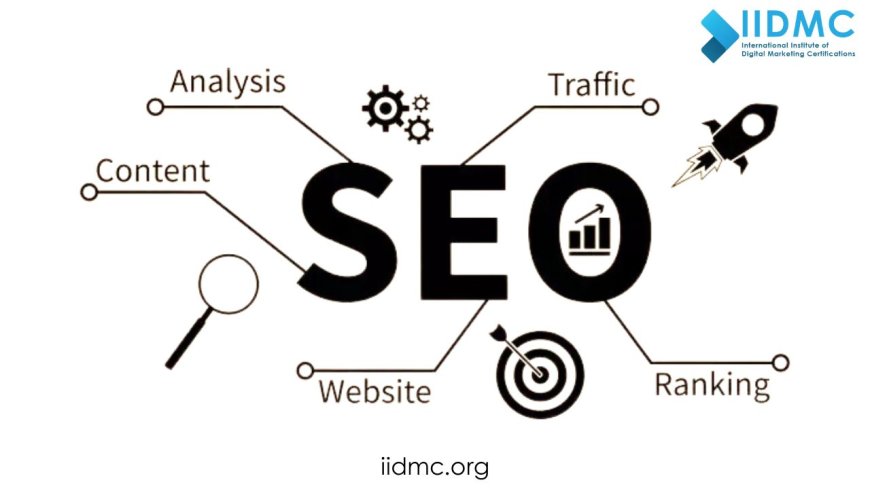 IIDMC
International Institute of
Digital Marketing Certifications
Analysis
Traffic
Content
SEO
Website
Ranking
iidmc.org